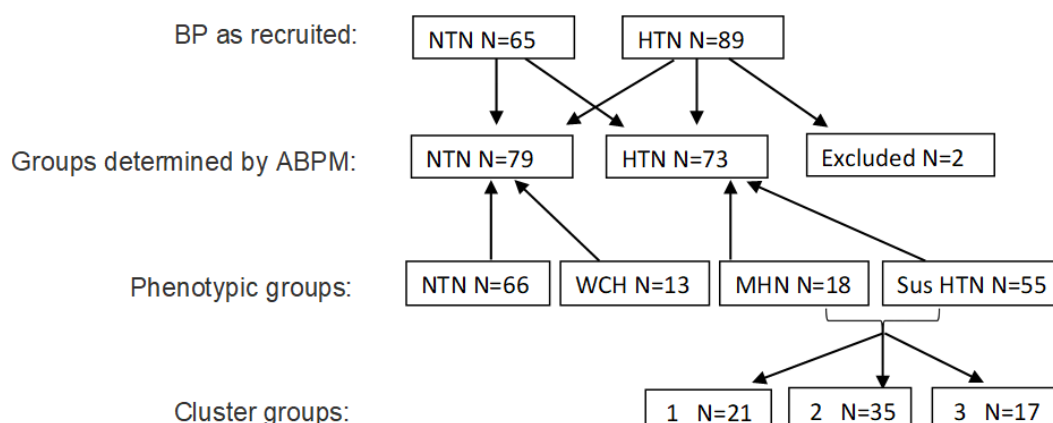 BP as recruited: NTN N=65 HTN N=89
Groups determined by ABPM: NTN N=79 HTN N=73 Excluded N=2
Phenotypic groups: NTN N=66 WCH N=13 MHN N=18 Sus HTN N=55
Cluster groups: 1 N=21 2 N=35 3 N=17